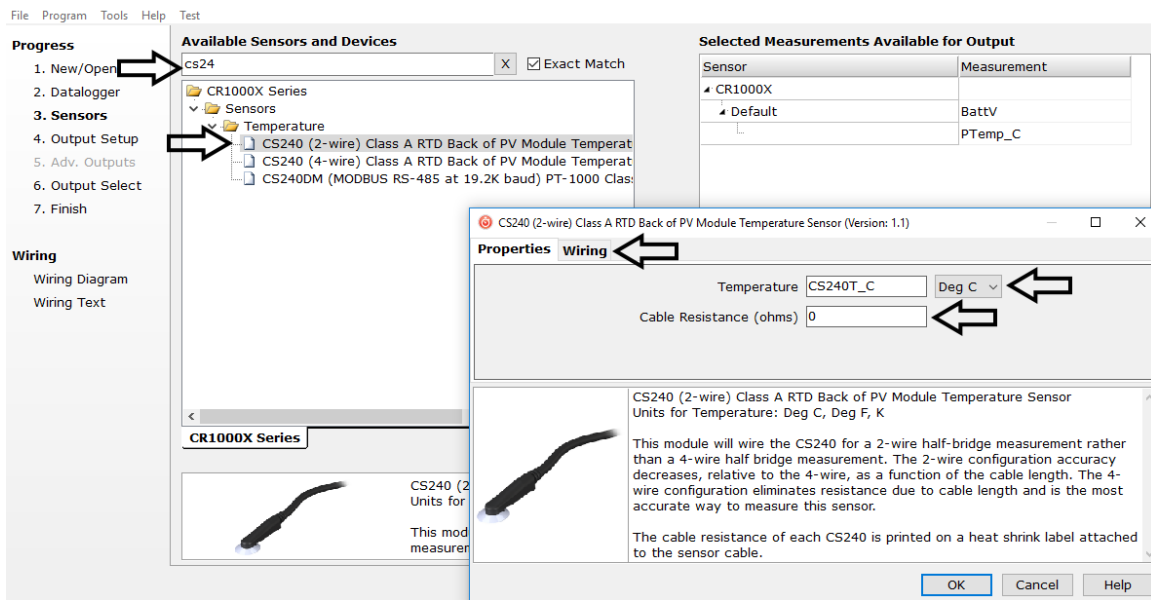 File Program Tools Help Test
Progress
1. New/Open
2. Datalogger
3. Sensors
4. Output Setup
5. Adv. Outputs
6. Output Select
7. Finish
Wiring
Wiring Diagram
Wiring Text
Available Sensors and Devices
cs24 X Exact Match
CR1000X Series
Sensors
Temperature
CS240 (2-wire) Class A RTD Back of PV Module Temperat
CS240 (4-wire) Class A RTD Back of PV Module Temperat
CS240DM (MODBUS RS-485 at 19.2K baud) PT-1000 Clas
CR1000X Series
CS240 (2
Units for
This mod
measurem
Selected Measurements Available for Output
Sensor Measurement
CR1000X
Default BattV
PTemp_C
CS240 (2-wire) Class A RTD Back of PV Module Temperature Sensor (Version: 1.1)
Properties Wiring
Temperature CS240T_C Deg C
Cable Resistance (ohms) 0
CS240 (2-wire) Class A RTD Back of PV Module Temperature Sensor
Units for Temperature: Deg C, Deg F, K
This module will wire the CS240 for a 2-wire half-bridge measurement rather
than a 4-wire half bridge measurement. The 2-wire configuration accuracy
decreases, relative to the 4-wire, as a function of the cable length. The 4-
wire configuration eliminates resistance due to cable length and is the most
accurate way to measure this sensor.
The cable resistance of each CS240 is printed on a heat shrink label attached
to the sensor cable.
OK Cancel Help